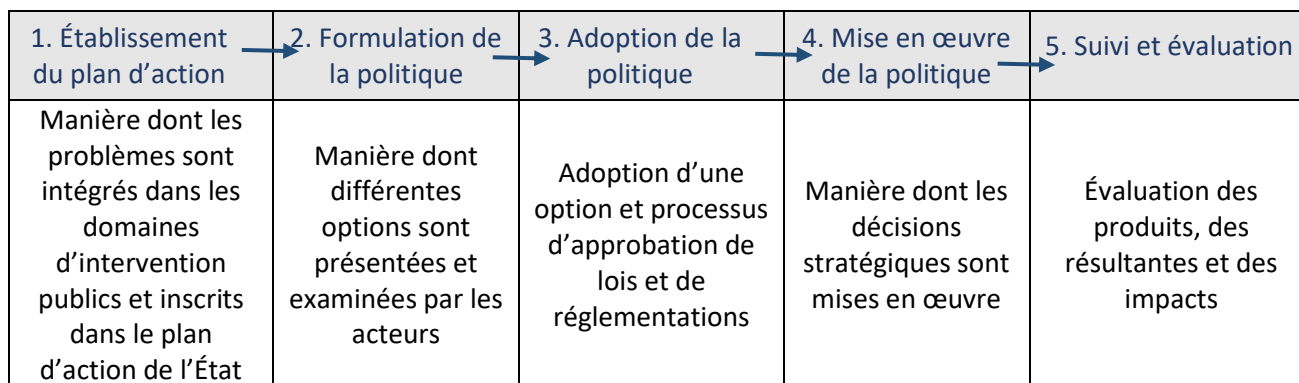 1. Établissement
du plan d’action
2. Formulation de
la politique
3. Adoption de la
politique
4. Mise en œuvre
de la politique
5. Suivi et évaluation
Manière dont les
problèmes sont
intégrés dans les
domaines
d’intervention
publics et inscrits
dans le plan
d’action de l’État
Manière dont
différentes
options sont
présentées et
examinées par les
acteurs
Adoption d’une
option et processus
d’approbation de
lois et de
réglementations
Manière dont les
décisions
stratégiques sont
mises en œuvre
Évaluation des
produits, des
résultantes et des
impacts